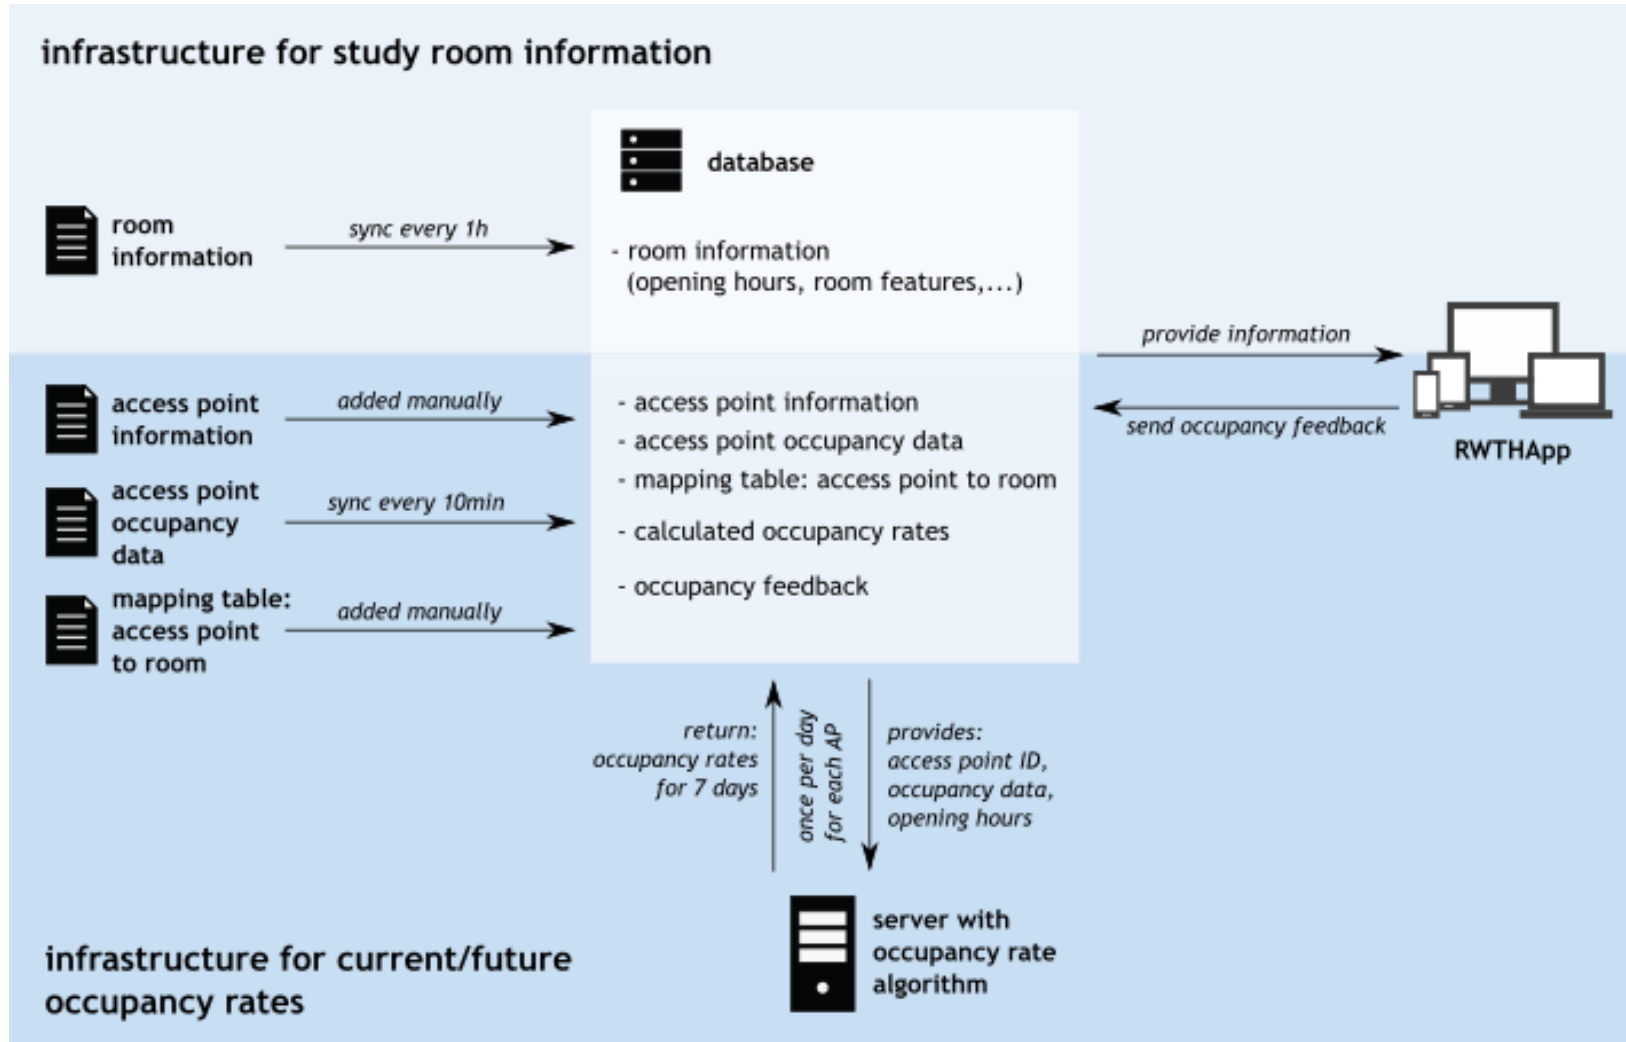 infrastructure for study room information
database
room
information
sync every 1h
- room information
(opening hours, room features,...)
provide information
send occupancy feedback
RWTHApp
access point
information
added manually
- access point information
- access point occupancy data
- mapping table: access point to room
- calculated occupancy rates
- occupancy feedback
access point
occupancy
data
sync every 10min
mapping table:
access point
to room
added manually
return:
occupancy rates
for 7 days
once per day
for each AP
provides:
access point ID,
occupancy data,
opening hours
server with
occupancy rate
algorithm
infrastructure for current/future
occupancy rates